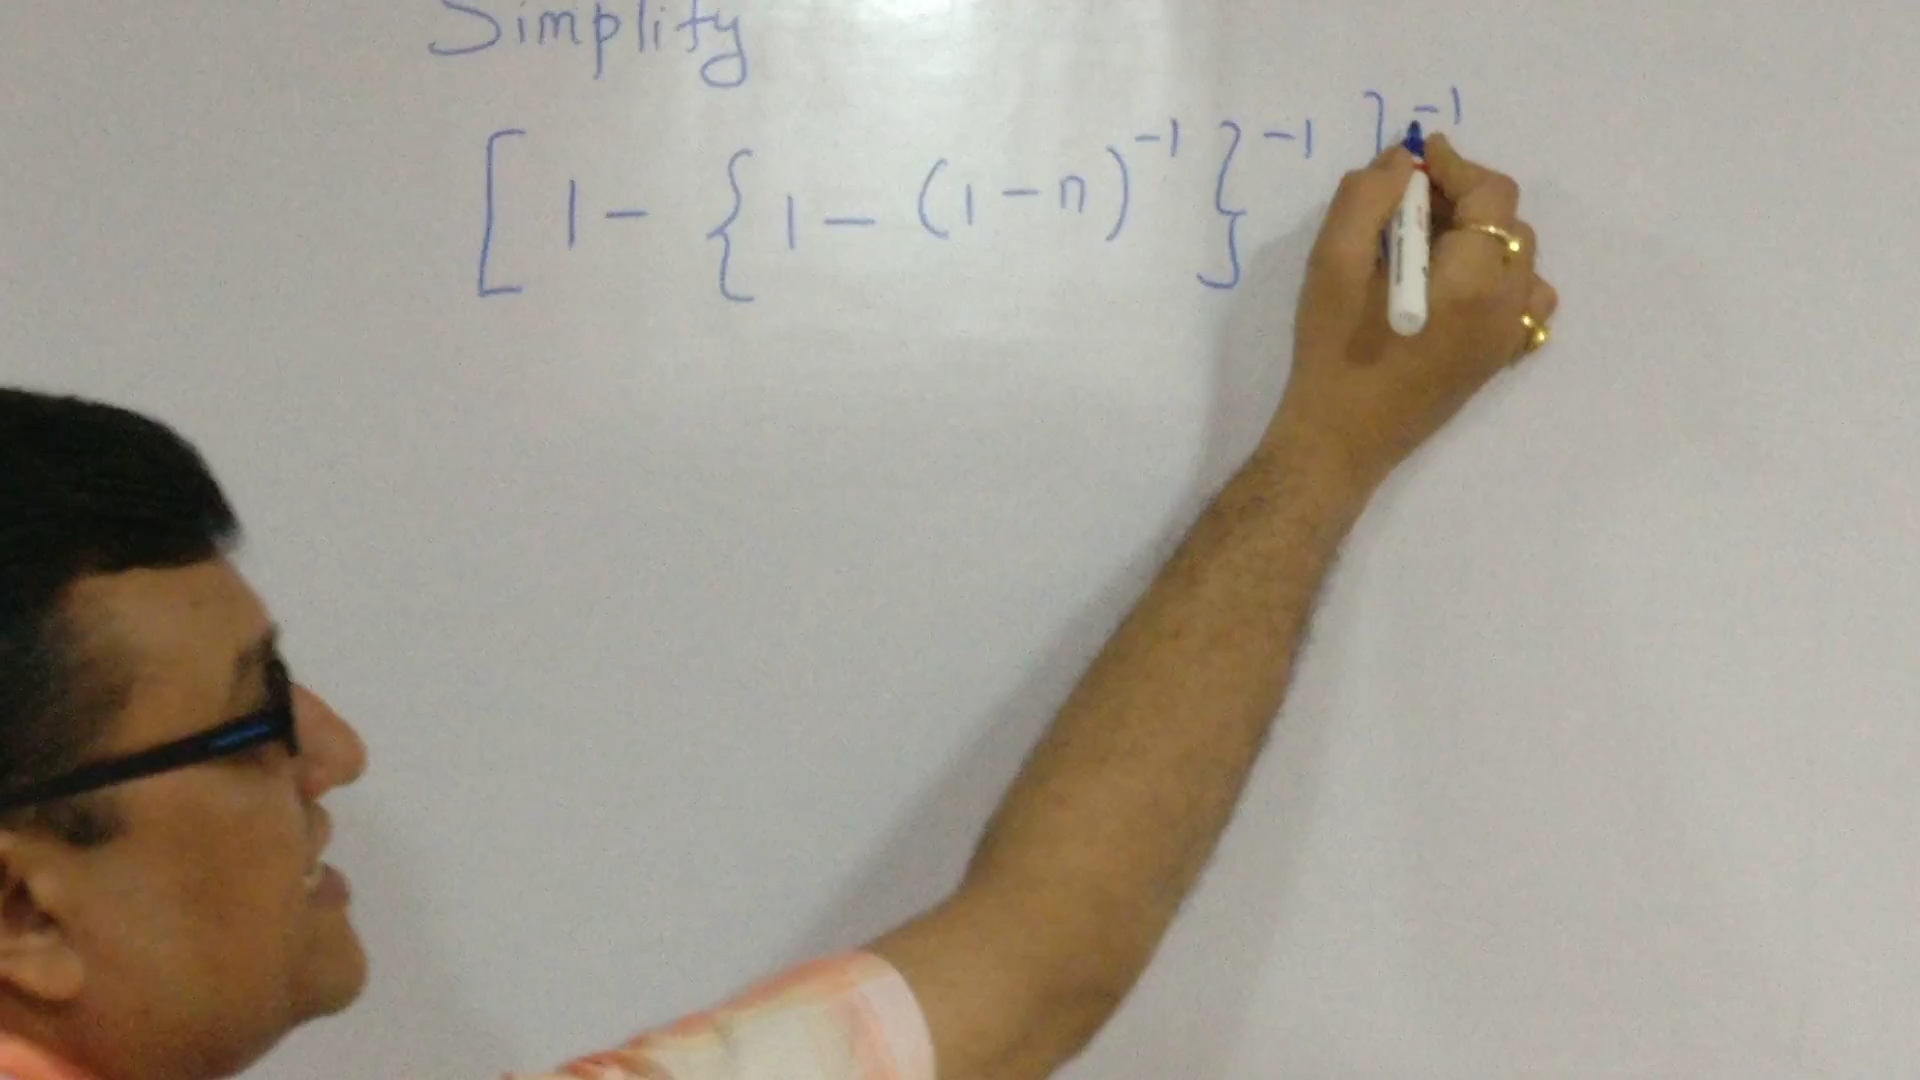 Simplify
[ 1 - { 1 - (1-n)^-1 }^-1 ]^-1